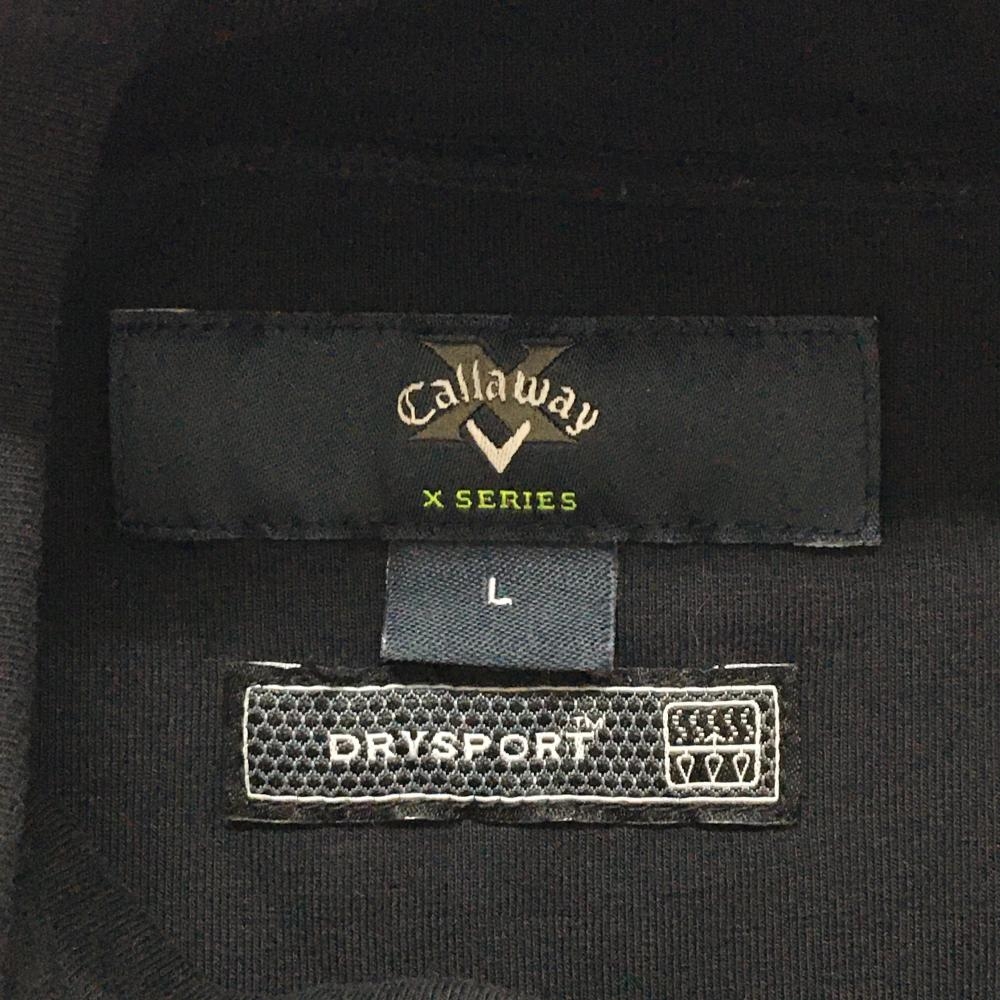 Callaway
X SERIES
L
DRYSPORT™